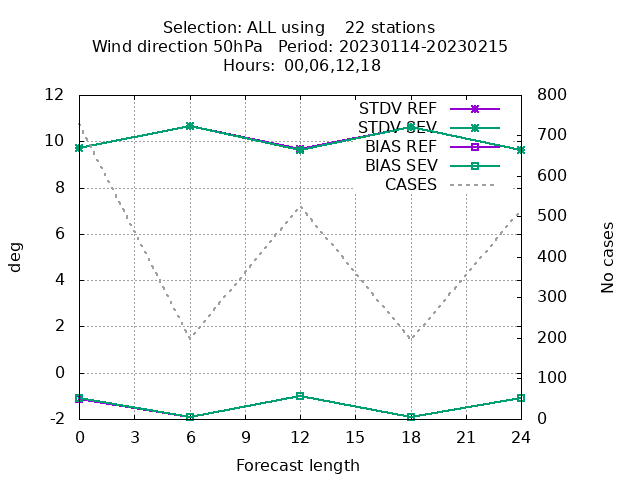 Selection: ALL using 22 stations
Wind direction 50hPa Period: 20230114-20230215
Hours: 00,06,12,18
STDV REF
STDV SEV
BIAS REF
BIAS SEV
CASES
12
10
8
6
4
2
0
-2
deg
800
700
600
500
400
300
200
100
0
No cases
0 3 6 9 12 15 18 21 24
Forecast length